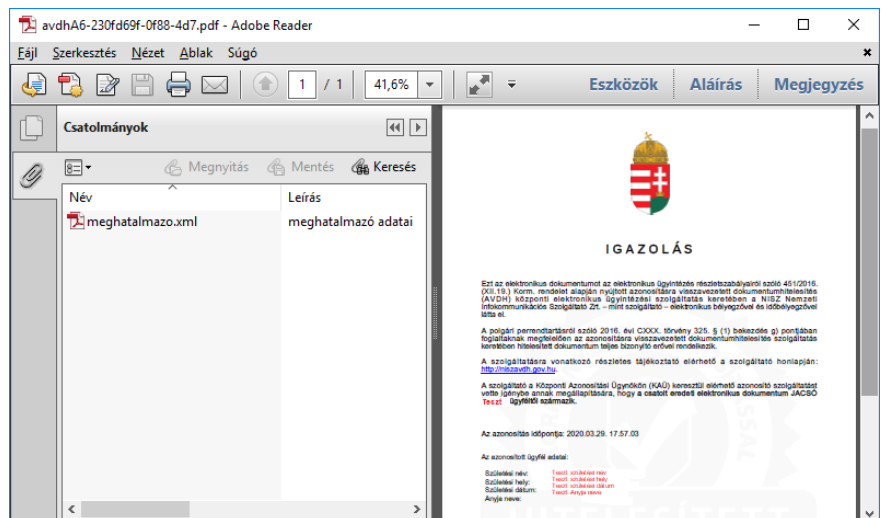 avdhA6-230fd69f-0f88-4d7.pdf - Adobe Reader
Fájl Szerkesztés Nézet Ablak Súgó
1 / 1 41,6% Eszközök Aláírás Megjegyzés
Csatolmányok
Megnyitás Mentés Keresés
Név Leírás
meghatalmazo.xml meghatalmazó adatai
IGAZOLÁS
Ezt az elektronikus dokumentumot az elektronikus ügyintézés részletszabályairól szóló 451/2016.
(XII.19.) Korm. rendelet alapján nyújtott azonosításra visszavezetett dokumentumhitelesítés
(AVDH) központi elektronikus ügyintézési szolgáltatás keretében a NISZ Nemzeti
Infokommunikációs Szolgáltató Zrt. – mint szolgáltató – elektronikus bélyegzővel és időbélyegzővel
látta el.
A polgári perrendtartásról szóló 2016. évi CXXX. törvény 325. § (1) bekezdés g) pontjában
foglaltaknak megfelelően az azonosításra visszavezetett dokumentumhitelesítés szolgáltatás
keretében hitelesített dokumentum teljes bizonyító erővel rendelkezik.
A szolgáltatásra vonatkozó részletes tájékoztató elérhető a szolgáltató honlapján:
http://niszavdh.gov.hu.
A szolgáltató a Központi Azonosítási Ügynökön (KAÜ) keresztül elérhető azonosító szolgáltatást
vette igénybe annak megállapítására, hogy a csatolt eredeti elektronikus dokumentum JACSÓ
Teszt ügyféltől származik.
Az azonosítás időpontja: 2020.03.29. 17.57.03
Az azonosított ügyfél adatai:
Születési név: Teszt születési név
Születési hely: Teszt születési hely
Születési dátum: Teszt születési dátum
Anyja neve: Teszt Anyja neve